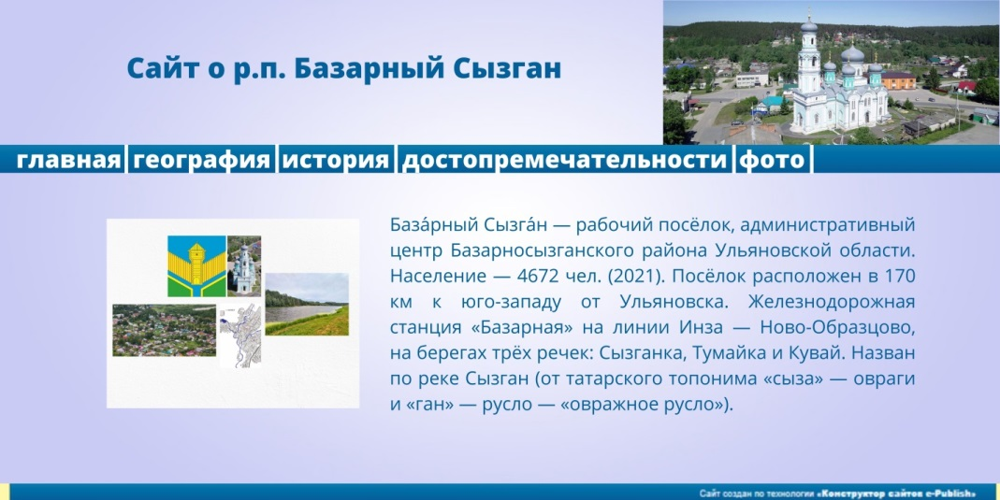 Сайт о р.п. Базарный Сызган
главная география история достопремечательности фото
База́рный Сызга́н — рабочий посёлок, административный
центр Базарносызганского района Ульяновской области.
Население — 4672 чел. (2021). Посёлок расположен в 170
км к юго-западу от Ульяновска. Железнодорожная
станция «Базарная» на линии Инза — Ново-Образцово,
на берегах трёх речек: Сызганка, Тумайка и Кувай. Назван
по реке Сызган (от татарского топонима «сыза» — овраги
и «ган» — русло — «овражное русло»).
Сайт создан по технологии «Конструктор сайтов e-Publish»